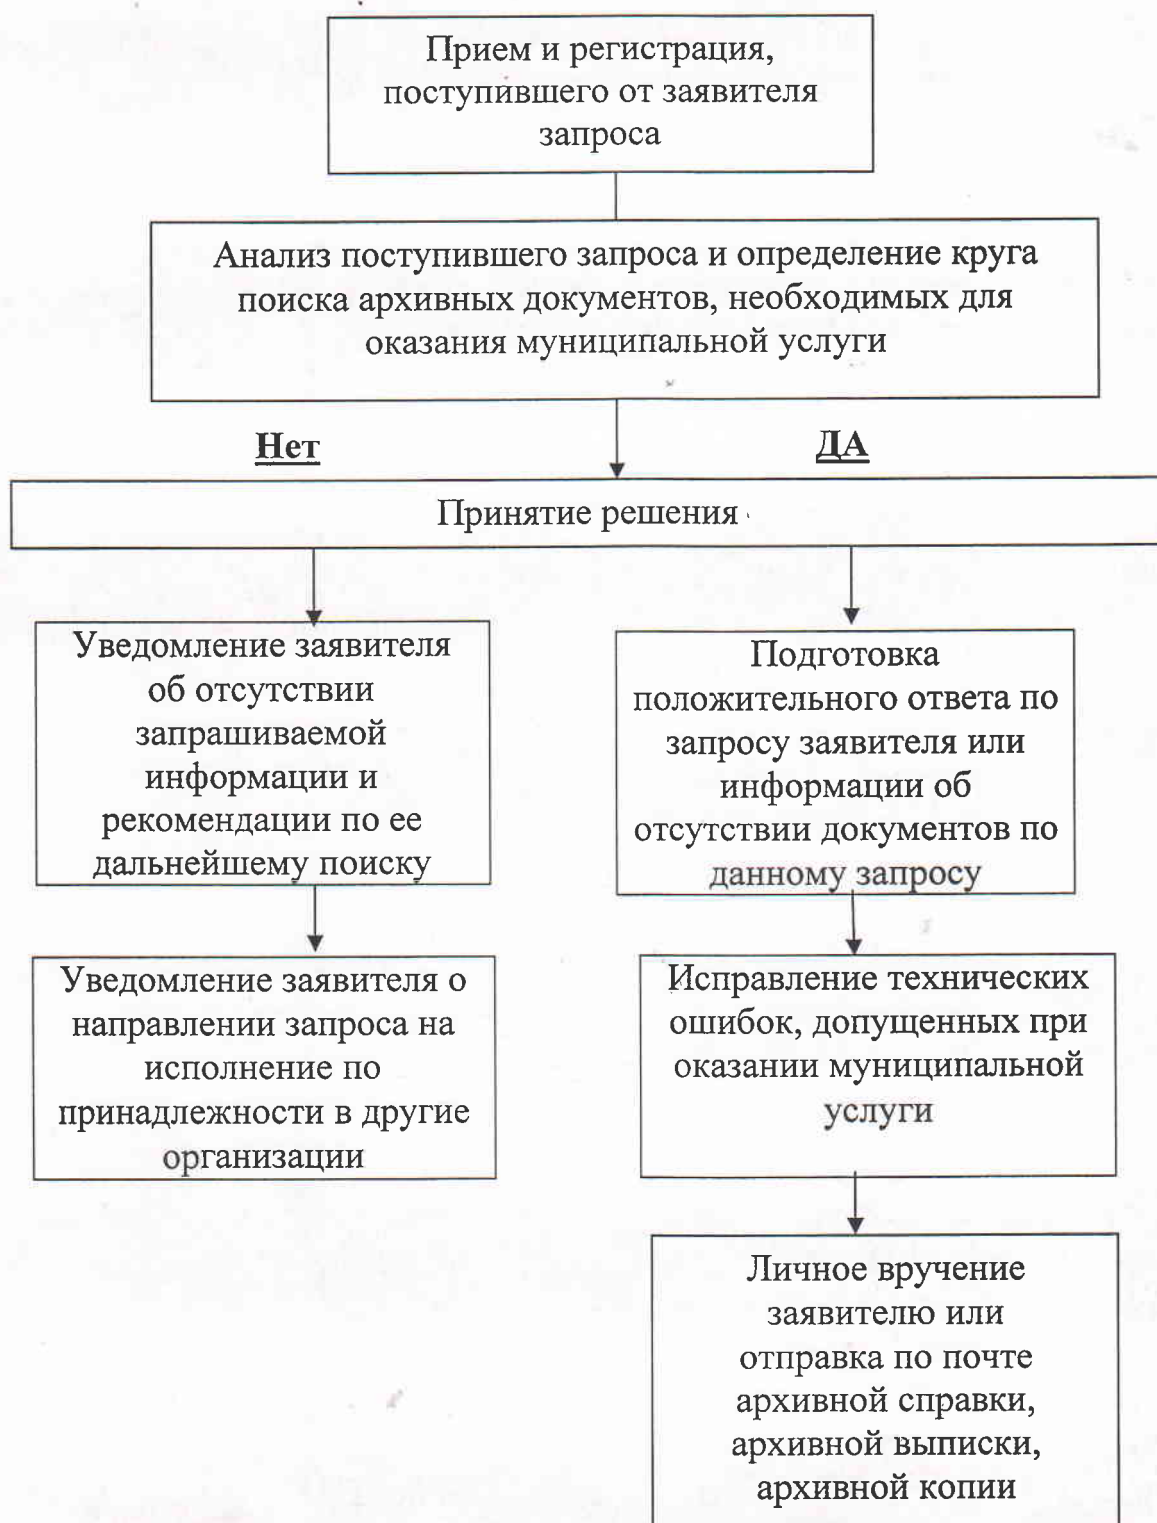 Прием и регистрация,
поступившего от заявителя
запроса
Анализ поступившего запроса и определение круга
поиска архивных документов, необходимых для
оказания муниципальной услуги
Нет
ДА
Принятие решения
Уведомление заявителя
об отсутствии
запрашиваемой
информации и
рекомендации по ее
дальнейшему поиску
Уведомление заявителя о
направлении запроса на
исполнение по
принадлежности в другие
организации
Подготовка
положительного ответа по
запросу заявителя или
информации об
отсутствии документов по
данному запросу
Исправление технических
ошибок, допущенных при
оказании муниципальной
услуги
Личное вручение
заявителю или
отправка по почте
архивной справки,
архивной выписки,
архивной копии